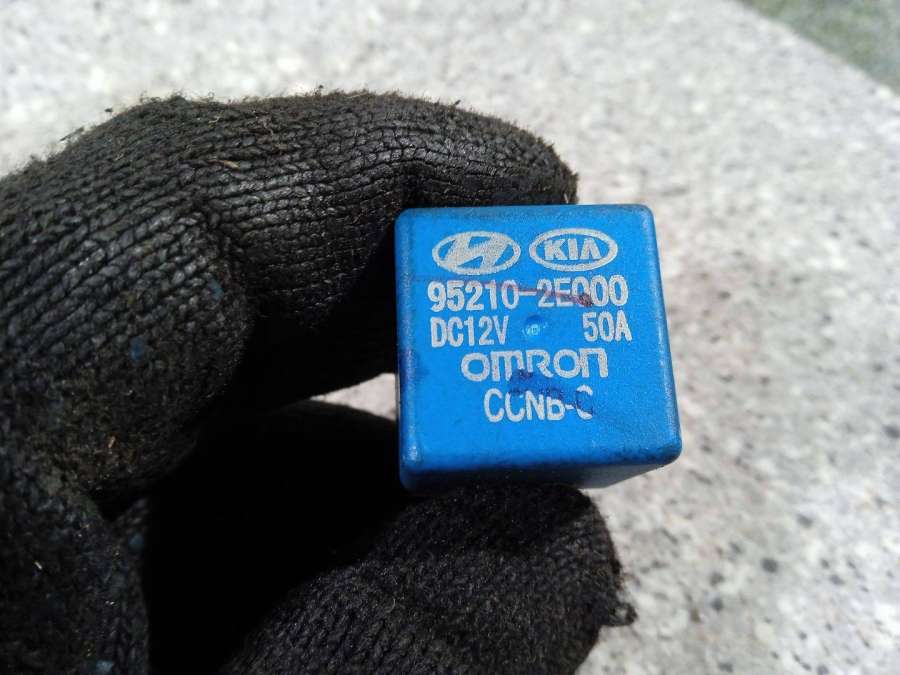 KIA
95210-2E000
DC12V 50A
OMRON
CCNB-C